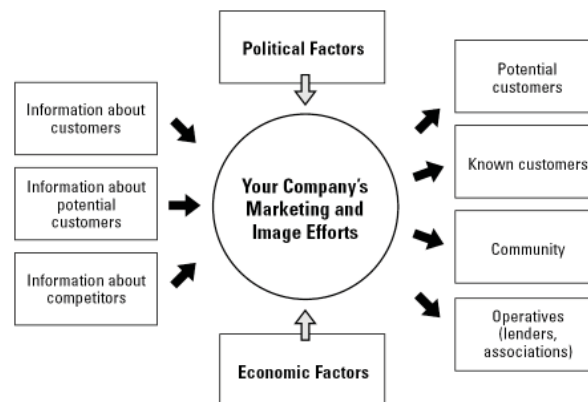 Political Factors
Information about
customers
Information about
potential
customers
Information about
competitors
Your Company’s
Marketing and
Image Efforts
Potential
customers
Known customers
Community
Operatives
(lenders,
associations)
Economic Factors